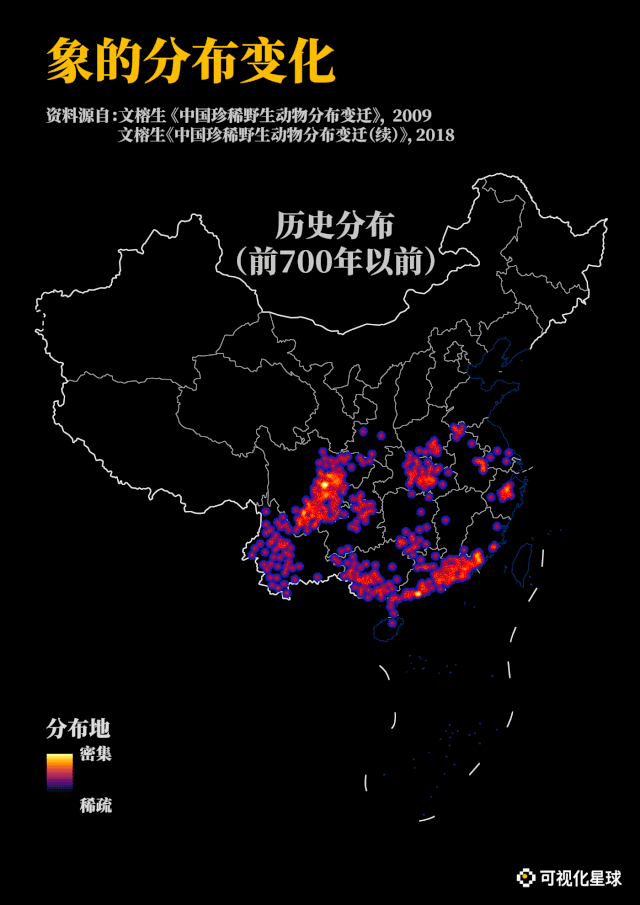 象的分布变化
资料源自:文榕生《中国珍稀野生动物分布变迁》, 2009
文榕生《中国珍稀野生动物分布变迁(续)》, 2018
历史分布
(前700年以前)
分布地
密集
稀疏
可视化星球